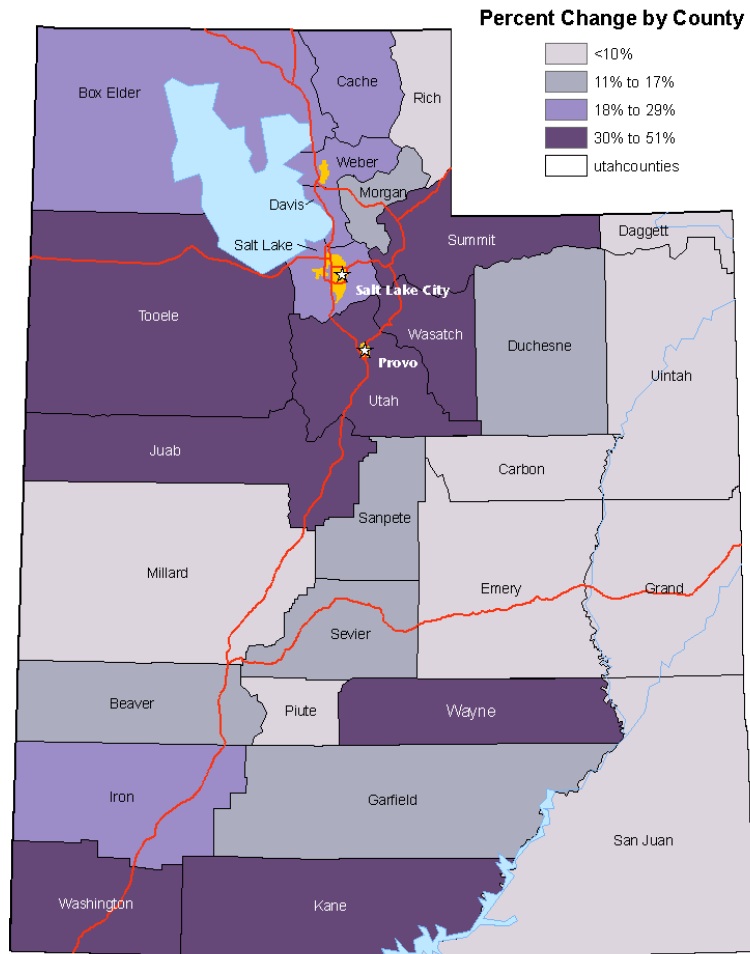 Percent Change by County
<10%
11% to 17%
18% to 29%
30% to 51%
utahcounties
Box Elder
Cache
Rich
Weber
Morgan
Davis
Salt Lake
Summit
Daggett
Salt Lake City
Tooele
Wasatch
Duchesne
Uintah
Provo
Utah
Juab
Carbon
Sanpete
Millard
Emery
Grand
Sevier
Beaver
Piute
Wayne
Iron
Garfield
San Juan
Washington
Kane